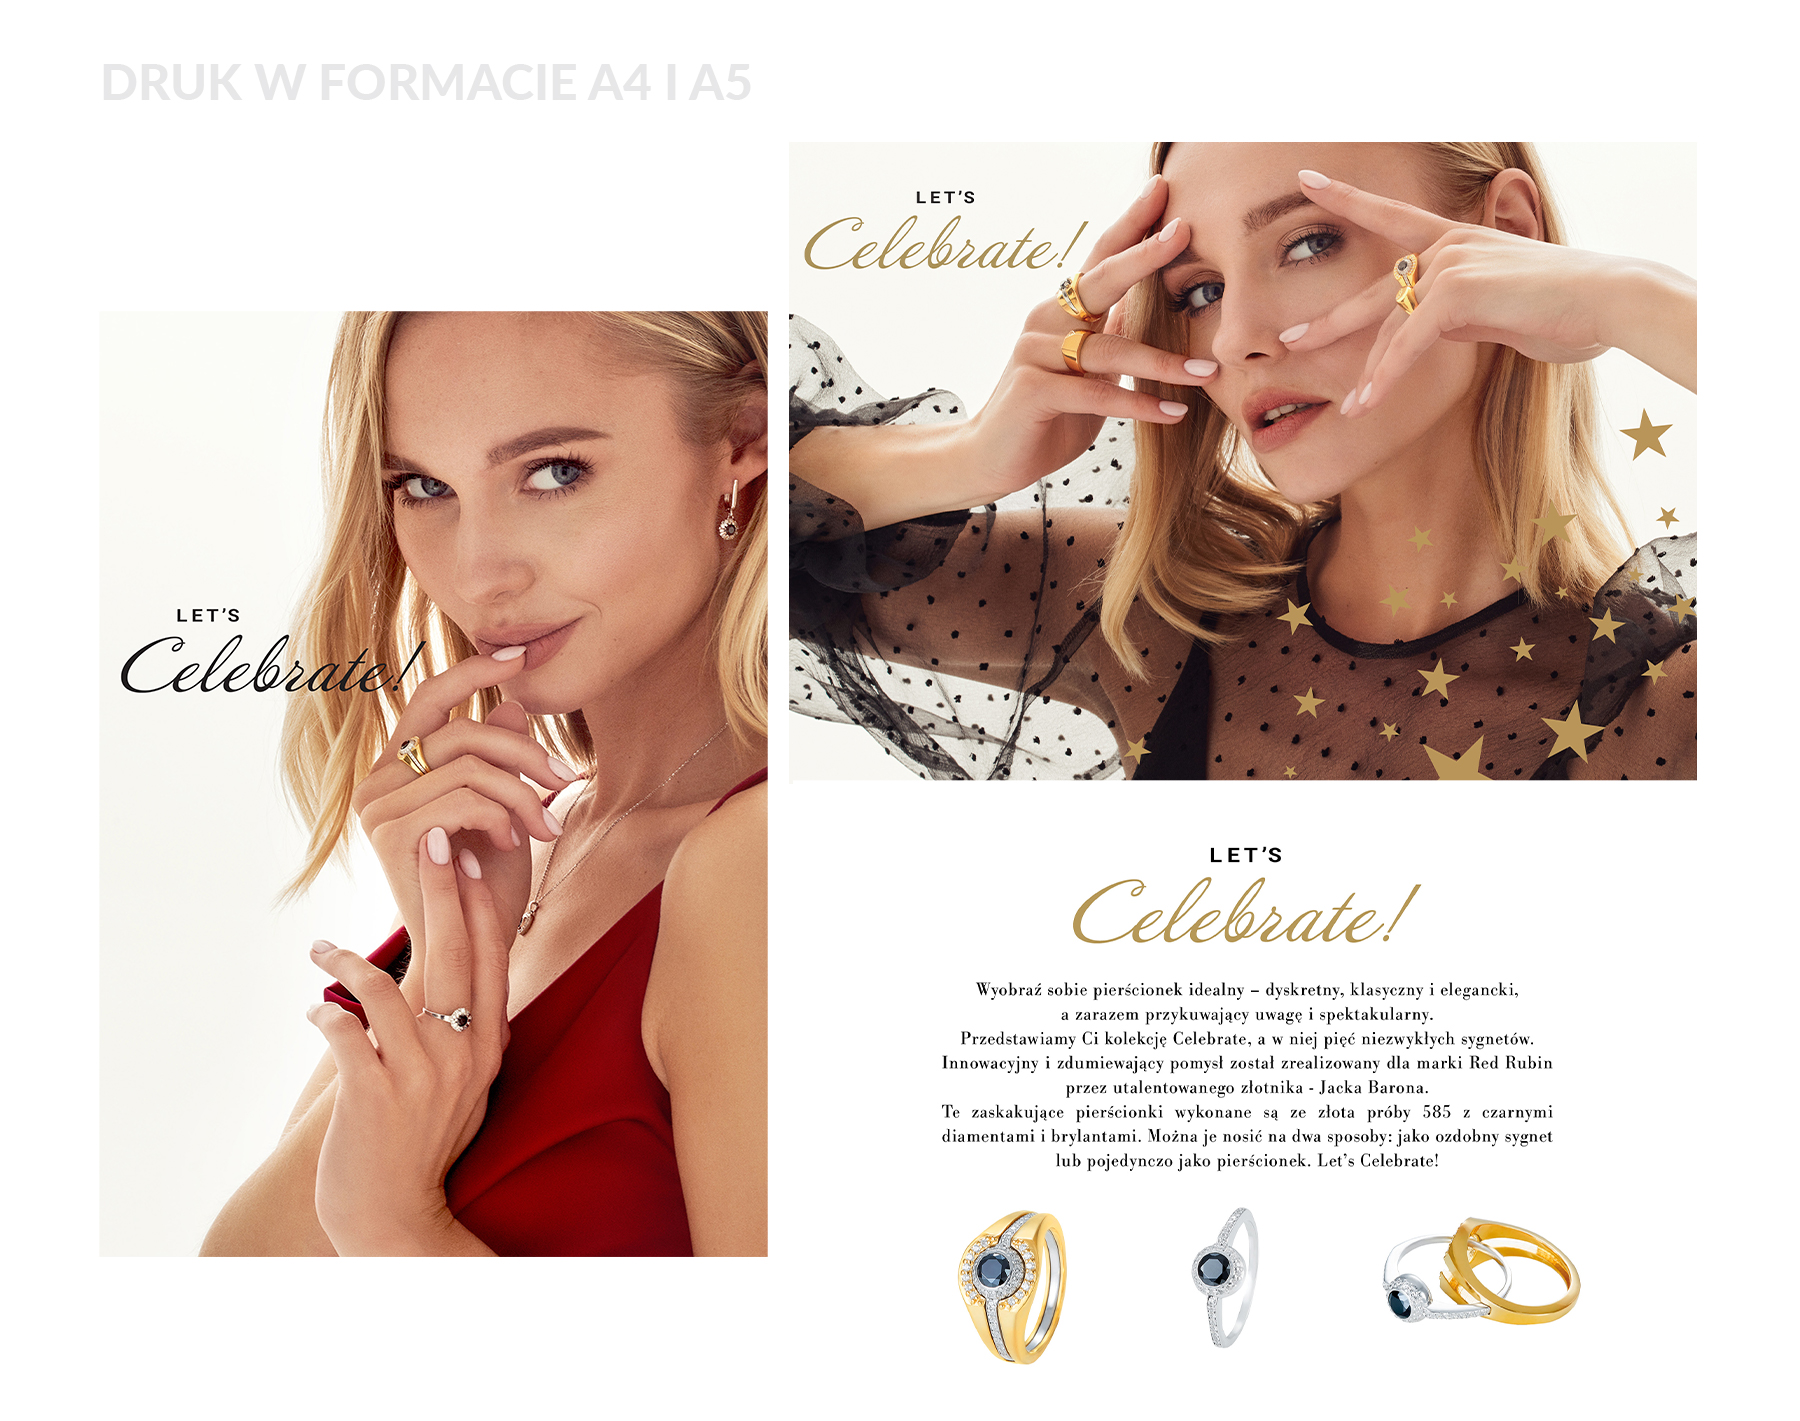 DRUK W FORMACIE A4 I A5
LET'S
Celebrate!
LET'S
Celebrate!
LET'S
Celebrate!
Wyobraź sobie pierścionek idealny – dyskretny, klasyczny i elegancki,
a zarazem przykuwający uwagę i spektakularny.
Przedstawiamy Ci kolekcję Celebrate, a w niej pięć niezwykłych sygnetów.
Innowacyjny i zdumiewający pomysł został zrealizowany dla marki Red Rubin
przez utalentowanego złotnika - Jacka Barona.
Te zaskakujące pierścionki wykonane są ze złota próby 585 z czarnymi
diamentami i brylantami. Można je nosić na dwa sposoby: jako ozdobny sygnet
lub pojedynczo jako pierścionek. Let's Celebrate!